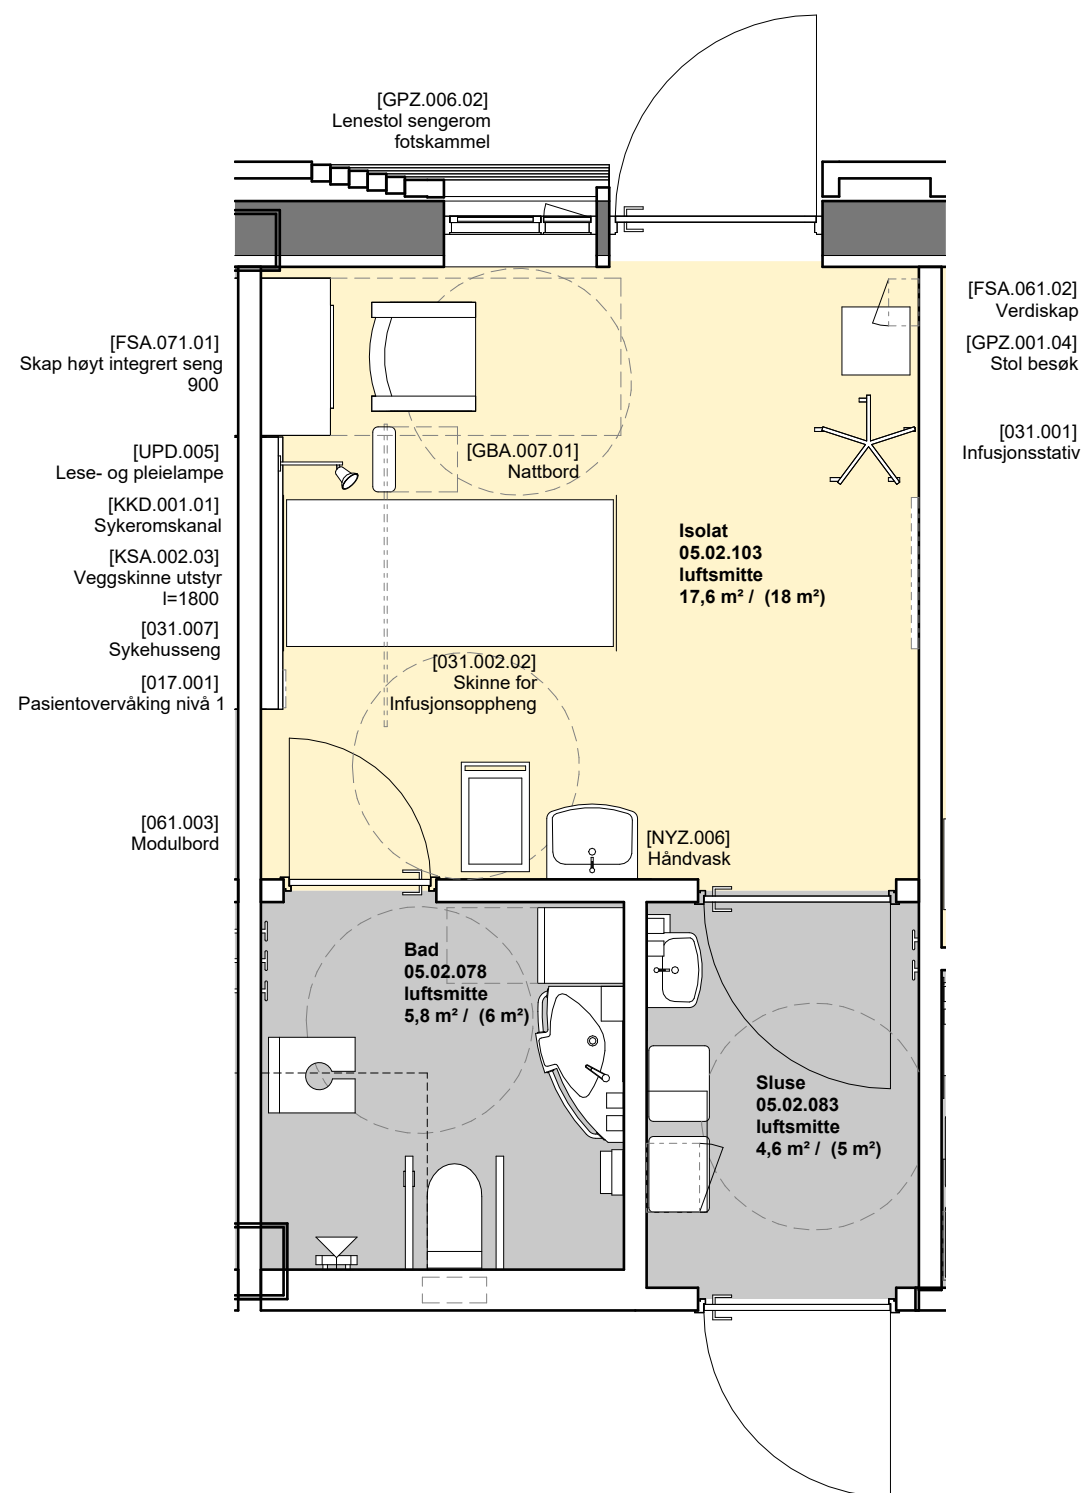 [GPZ.006.02]
Lenestol sengerom
fotskammel
[FSA.071.01]
Skap høyt integrert seng
900
[UPD.005]
Lese- og pleielampe
[KKD.001.01]
Sykeromskanal
[KSA.002.03]
Veggskinne utstyr
l=1800
[031.007]
Sykehusseng
[017.001]
Pasientovervåking nivå 1
[061.003]
Modulbord
[GBA.007.01]
Nattbord
[031.002.02]
Skinne for
Infusjonsoppheng
Isolat
05.02.103
luftsmitte
17,6 m² / (18 m²)
[NYZ.006]
Håndvask
[FSA.061.02]
Verdiskap
[GPZ.001.04]
Stol besøk
[031.001]
Infusjonsstativ
Bad
05.02.078
luftsmitte
5,8 m² / (6 m²)
Sluse
05.02.083
luftsmitte
4,6 m² / (5 m²)